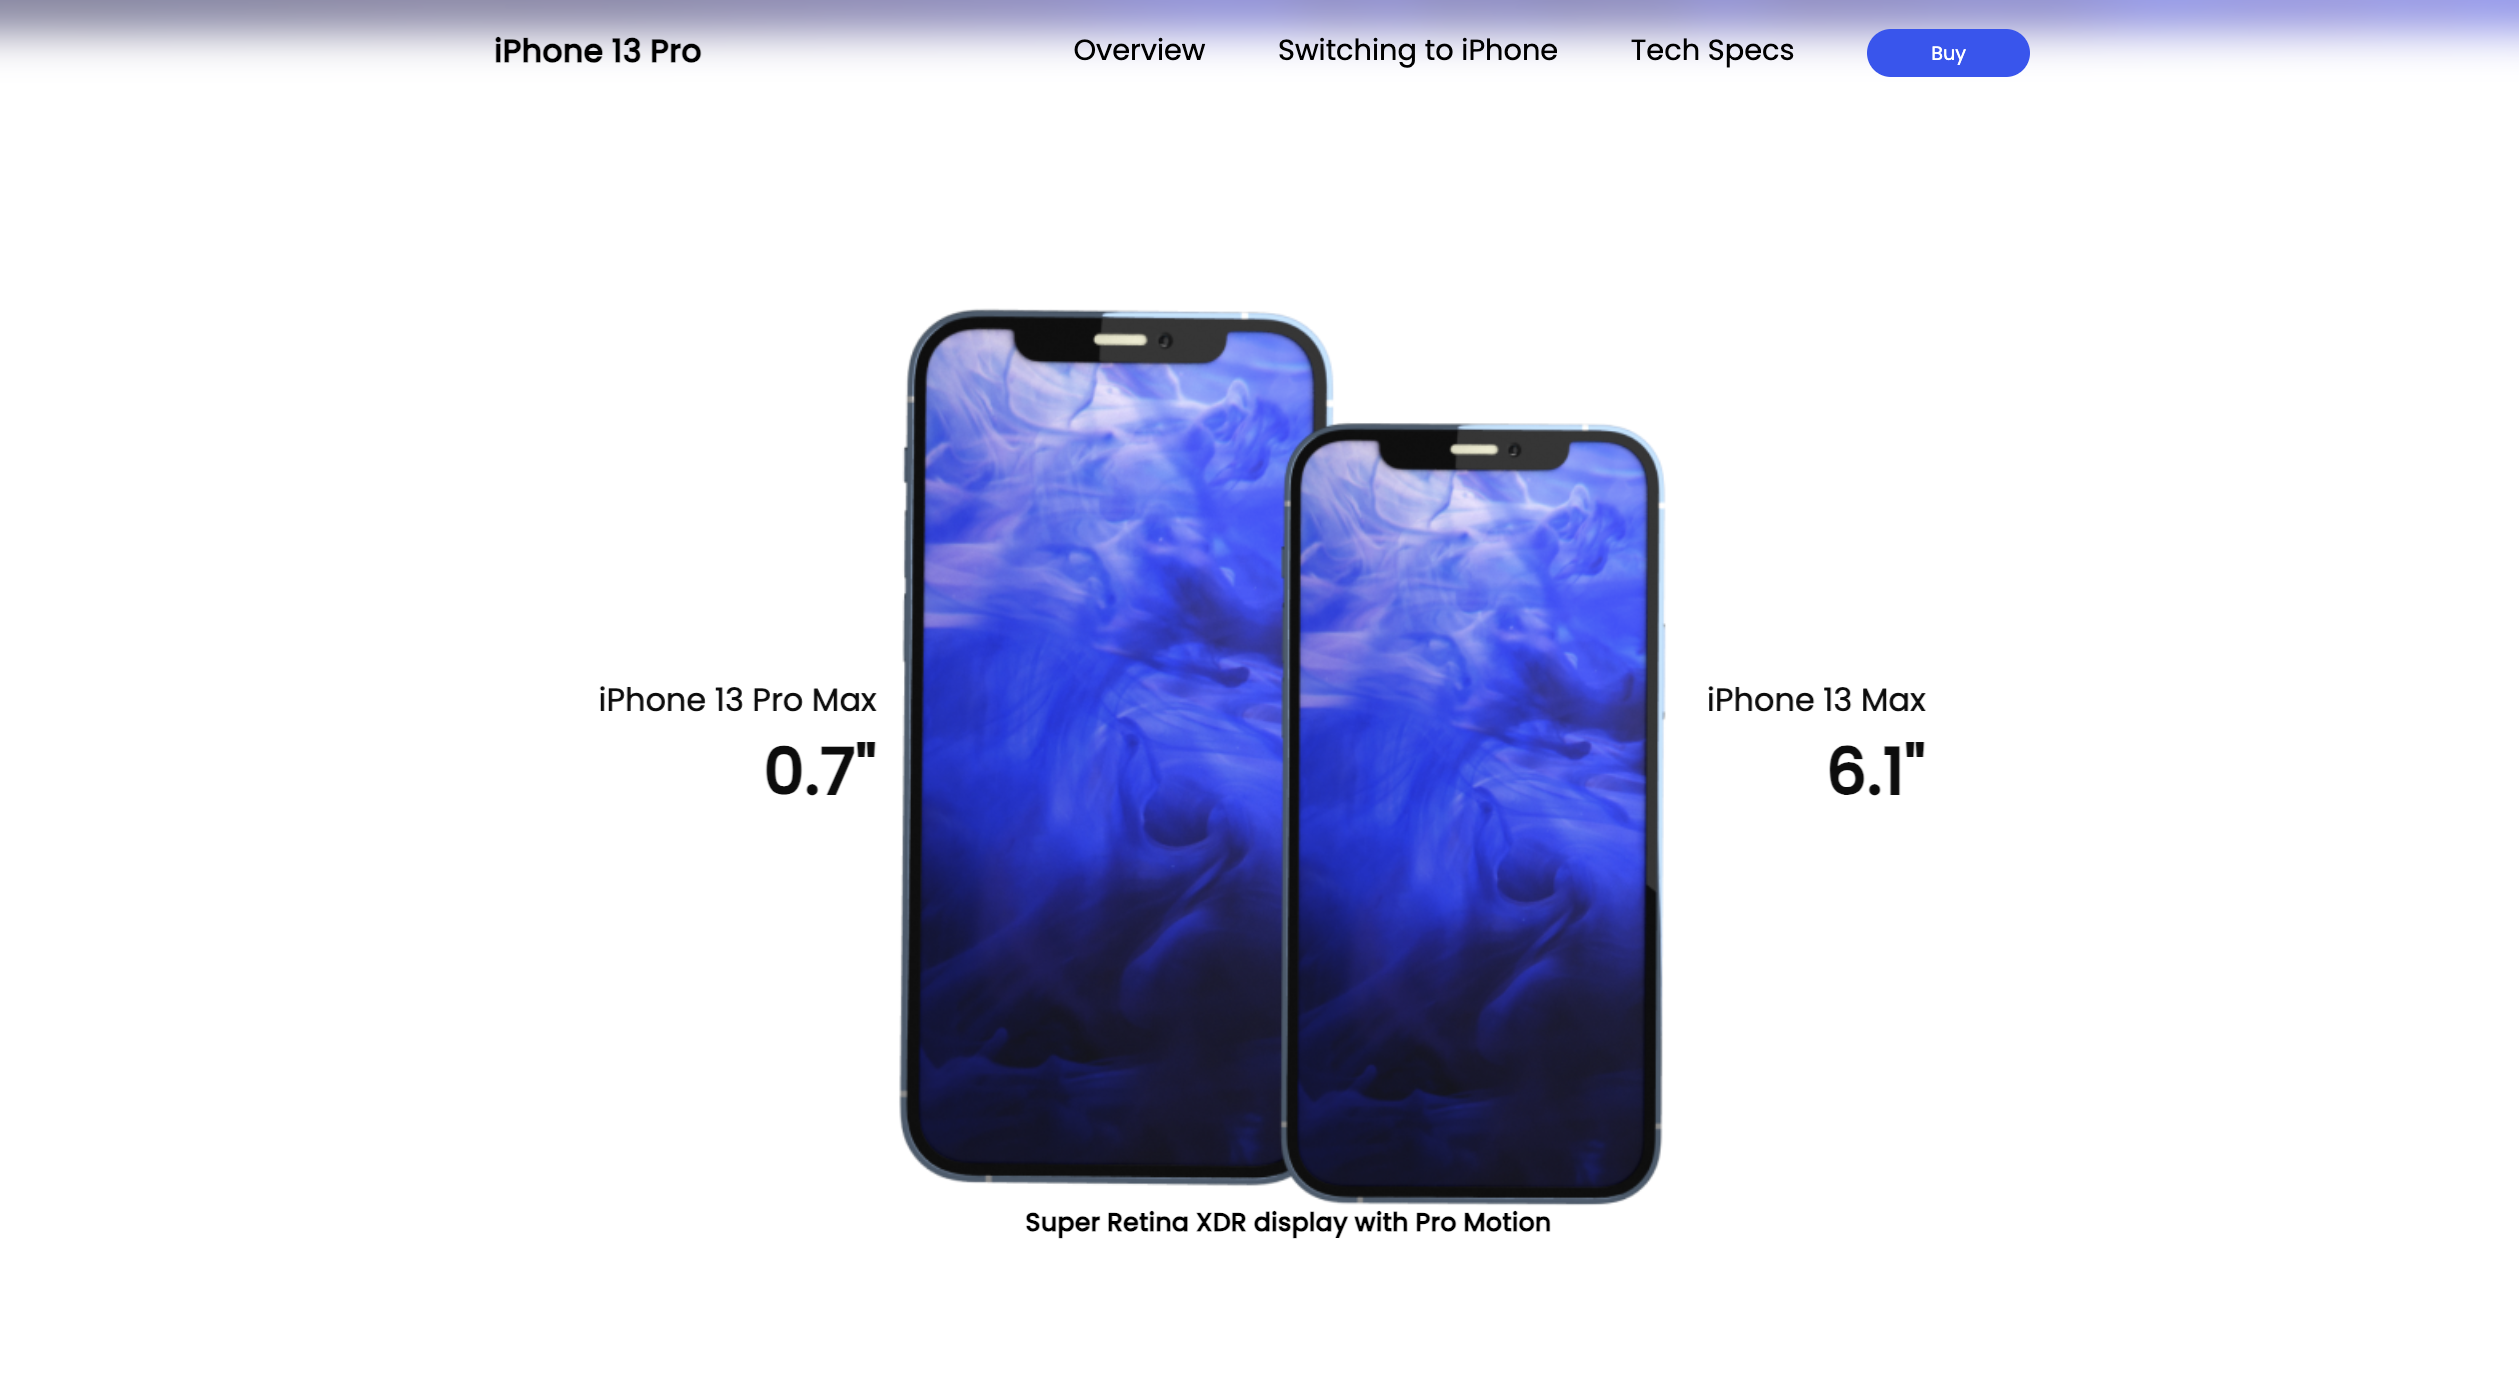 iPhone 13 Pro
Overview
Switching to iPhone
Tech Specs
Buy
iPhone 13 Pro Max
0.7"
iPhone 13 Max
6.1"
Super Retina XDR display with Pro Motion